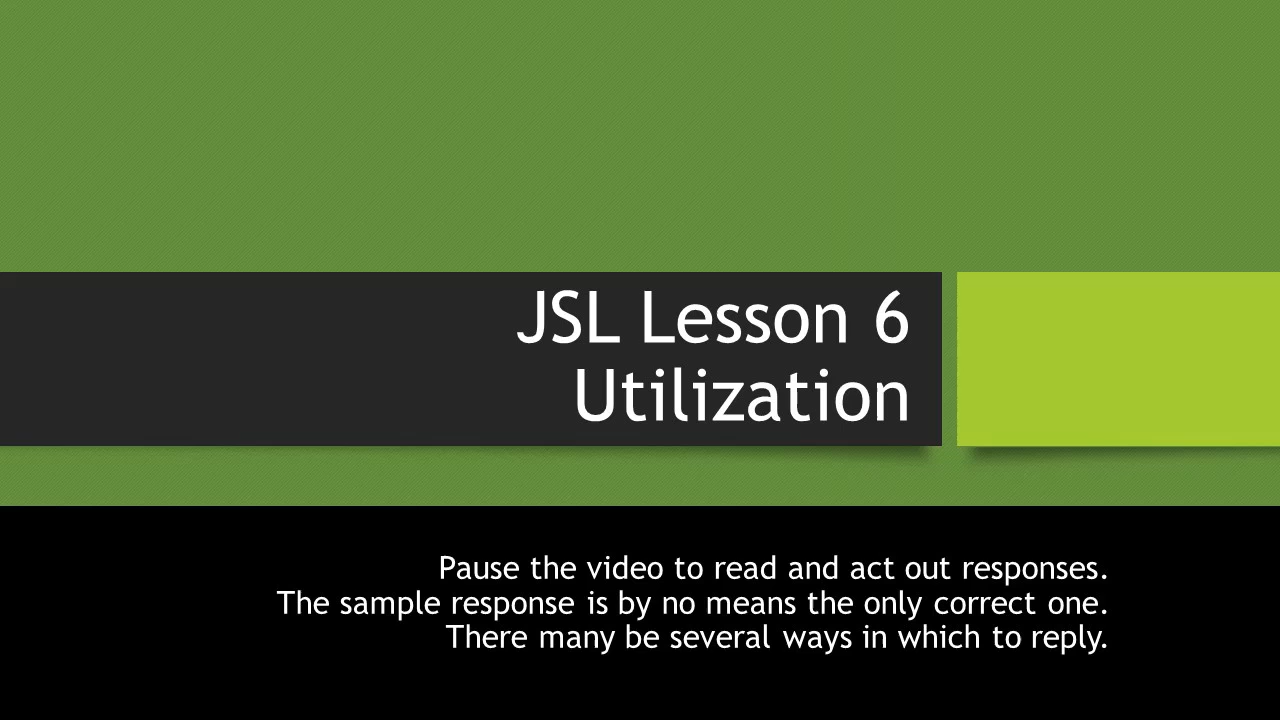 JSL Lesson 6
Utilization
Pause the video to read and act out responses.
The sample response is by no means the only correct one.
There many be several ways in which to reply.